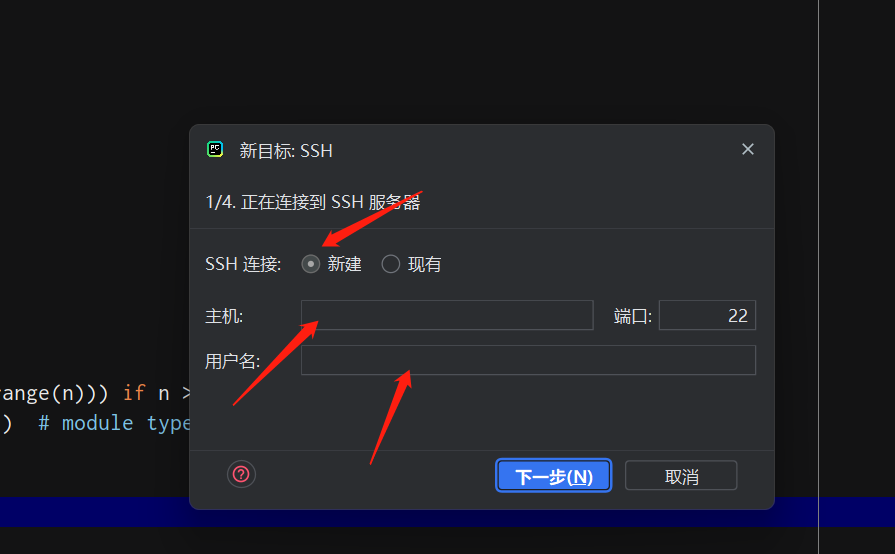 PC
新目标: SSH
1/4. 正在连接到 SSH 服务器
SSH 连接: 新建 现有
主机: 端口: 22
用户名:
ange(n))) if n >
) # module type
? 下一步(N) 取消